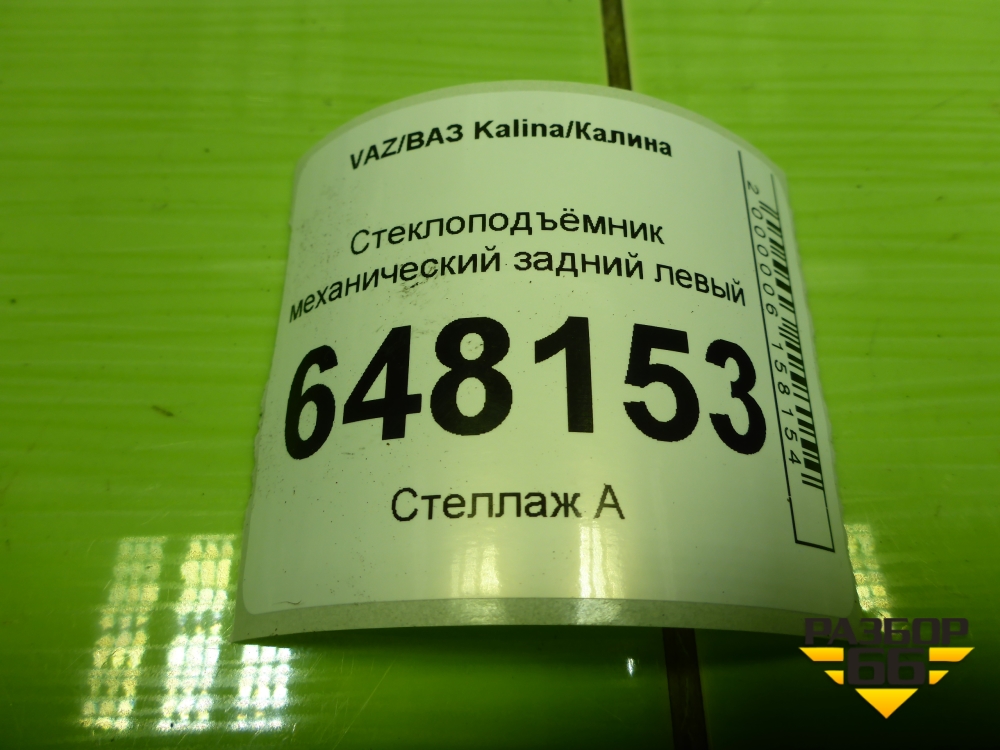 VAZ/ВАЗ Kalina/Калина
Стеклоподъёмник
механический задний левый
648153
Стеллаж А
2000006158154
РАЗБОР
66